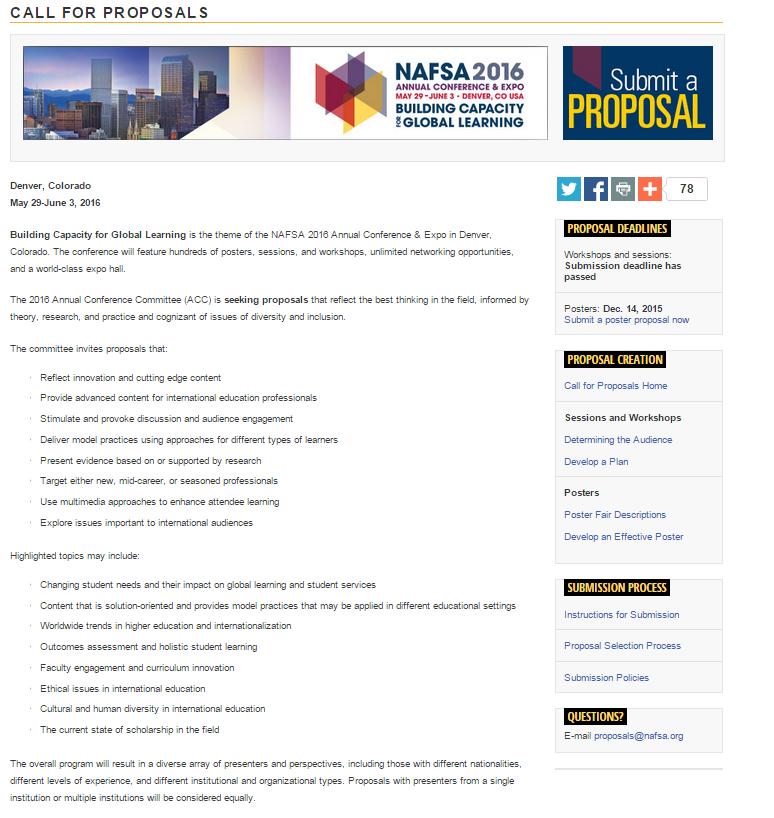 CALL FOR PROPOSALS
NAFSA 2016
ANNUAL CONFERENCE & EXPO
MAY 29 - JUNE 3 • DENVER, CO USA
BUILDING CAPACITY
FOR GLOBAL LEARNING
Submit a
PROPOSAL
Denver, Colorado
May 29-June 3, 2016
Building Capacity for Global Learning is the theme of the NAFSA 2016 Annual Conference & Expo in Denver,
Colorado. The conference will feature hundreds of posters, sessions, and workshops, unlimited networking opportunities,
and a world-class expo hall.
The 2016 Annual Conference Committee (ACC) is seeking proposals that reflect the best thinking in the field, informed by
theory, research, and practice and cognizant of issues of diversity and inclusion.
The committee invites proposals that:
· Reflect innovation and cutting edge content
· Provide advanced content for international education professionals
· Stimulate and provoke discussion and audience engagement
· Deliver model practices using approaches for different types of learners
· Present evidence based on or supported by research
· Target either new, mid-career, or seasoned professionals
· Use multimedia approaches to enhance attendee learning
· Explore issues important to international audiences
Highlighted topics may include:
· Changing student needs and their impact on global learning and student services
· Content that is solution-oriented and provides model practices that may be applied in different educational settings
· Worldwide trends in higher education and internationalization
· Outcomes assessment and holistic student learning
· Faculty engagement and curriculum innovation
· Ethical issues in international education
· Cultural and human diversity in international education
· The current state of scholarship in the field
The overall program will result in a diverse array of presenters and perspectives, including those with different nationalities,
different levels of experience, and different institutional and organizational types. Proposals with presenters from a single
institution or multiple institutions will be considered equally.
78
PROPOSAL DEADLINES
Workshops and sessions:
Submission deadline has
passed
Posters: Dec. 14, 2015
Submit a poster proposal now
PROPOSAL CREATION
Call for Proposals Home
Sessions and Workshops
Determining the Audience
Develop a Plan
Posters
Poster Fair Descriptions
Develop an Effective Poster
SUBMISSION PROCESS
Instructions for Submission
Proposal Selection Process
Submission Policies
QUESTIONS?
E-mail proposals@nafsa.org